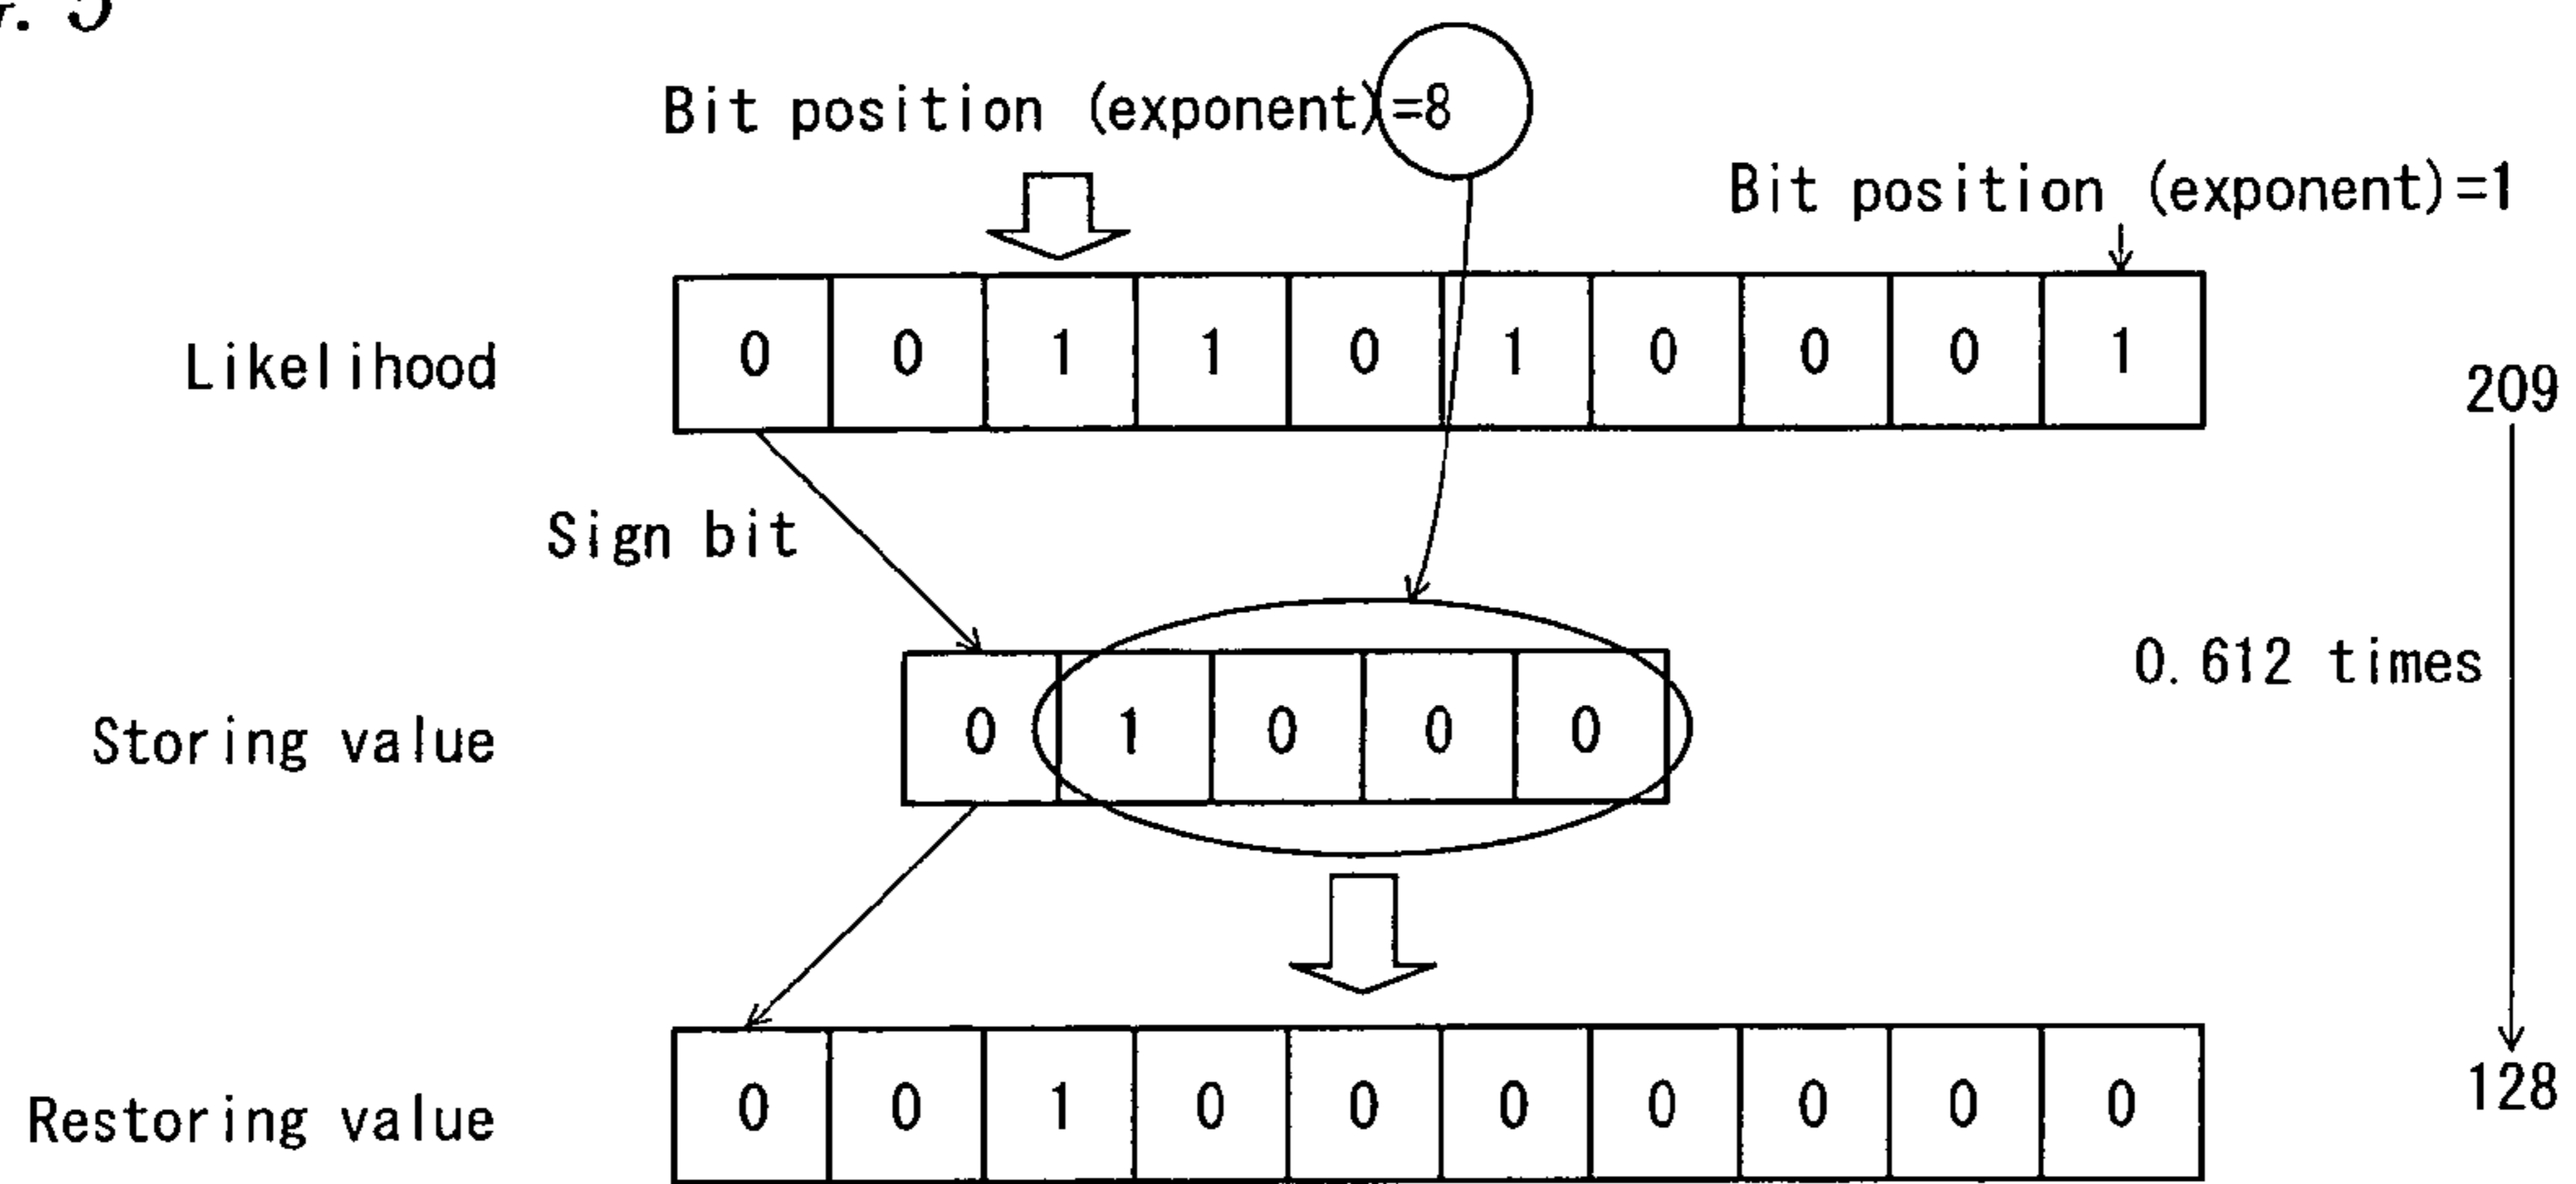 . 5
Bit position (exponent)=8
Bit position (exponent)=1
Likelihood 0 0 1 1 0 1 0 0 0 1 209
Sign bit
0.612 times
Storing value 0 1 0 0 0
Restoring value 0 0 1 0 0 0 0 0 0 0 128